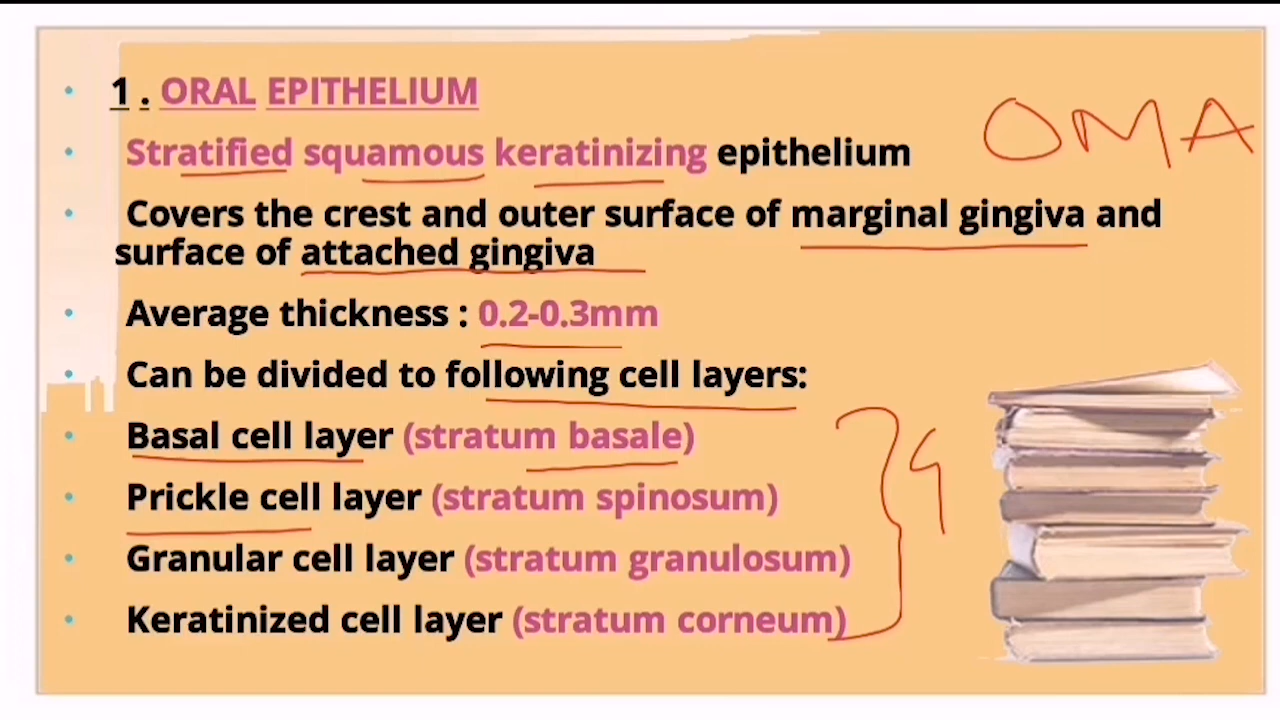 1 . ORAL EPITHELIUM
Stratified squamous keratinizing epithelium
OMA
Covers the crest and outer surface of marginal gingiva and
surface of attached gingiva
Average thickness : 0.2-0.3mm
Can be divided to following cell layers:
Basal cell layer (stratum basale)
Prickle cell layer (stratum spinosum)
Granular cell layer (stratum granulosum)
Keratinized cell layer (stratum corneum)